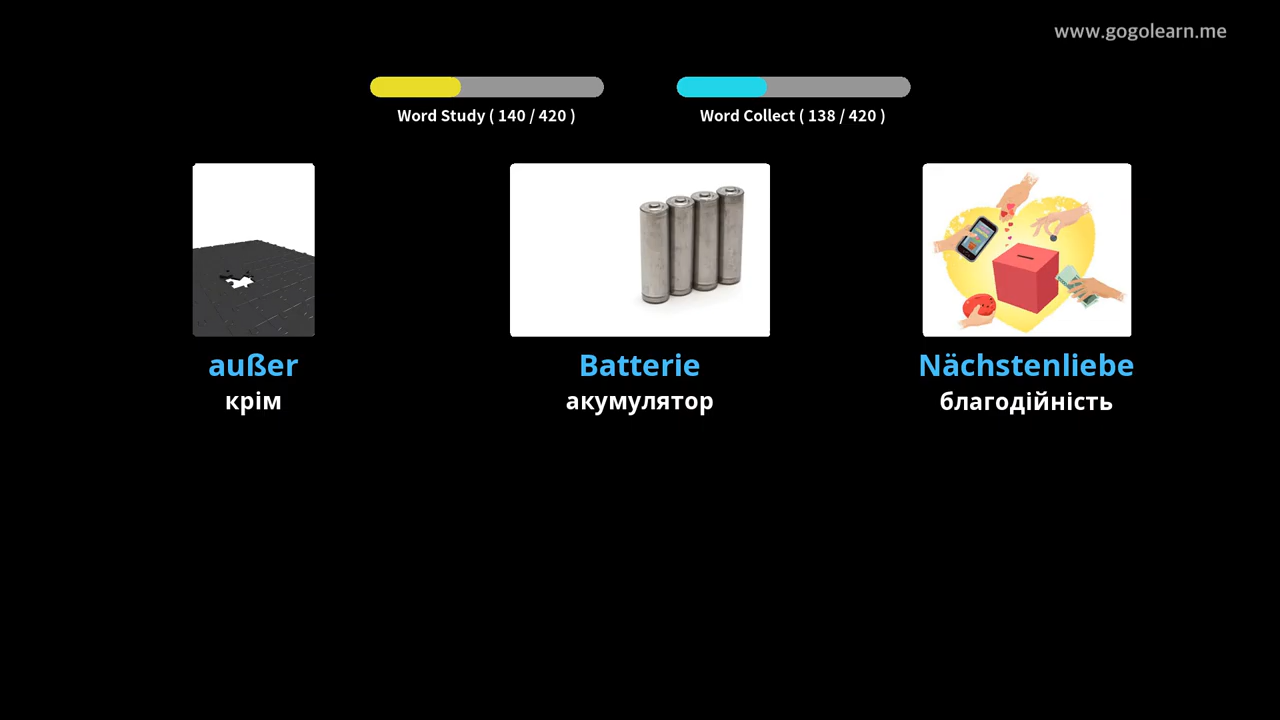 www.gogolearn.me
Word Study ( 140 / 420 )
Word Collect ( 138 / 420 )
außer
Batterie
Nächstenliebe
крім
акумулятор
благодійність